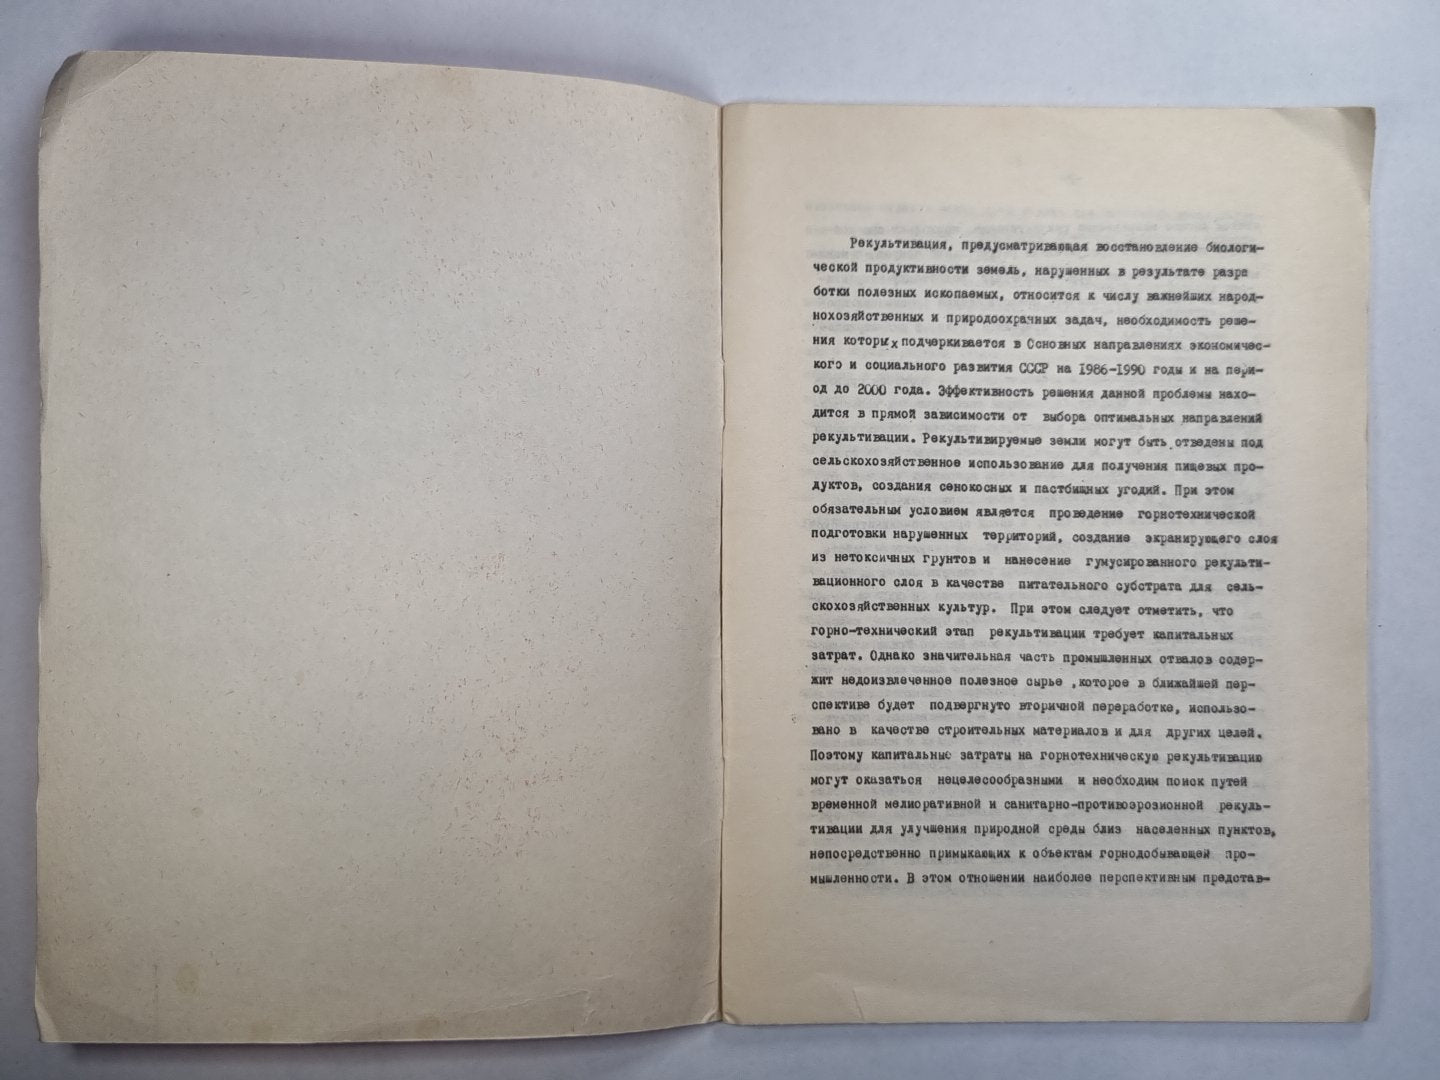 Рекультивация, предусматривающая восстановление биологи-
ческой продуктивности земель, нарушенных в результате разра
ботки полезных ископаемых, относится к числу важнейших народ-
нохозяйственных и природоохранных задач, необходимость реше-
ния которых подчеркивается в Основных направлениях экономичес-
кого и социального развития СССР на 1986-1990 годы и на пери-
од до 2000 года. Эффективность решения данной проблемы нахо-
дится в прямой зависимости от выбора оптимальных направлений
рекультивации. Рекультивируемые земли могут быть отведены под
сельскохозяйственное использование для получения пищевых про-
дуктов, создания сенокосных и пастбищных угодий. При этом
обязательным условием является проведение горнотехнической
подготовки нарушенных территорий, создание экранирующего слоя
из нетоксичных грунтов и нанесение гумусированного рекульти-
вационного слоя в качестве питательного субстрата для сель-
скохозяйственных культур. При этом следует отметить, что
горно-технический этап рекультивации требует капитальных
затрат. Однако значительная часть промышленных отвалов содер-
жит недоизвлеченное полезное сырье ,которое в ближайшей пер-
спективе будет подвергнуто вторичной переработке, использо-
вано в качестве строительных материалов и для других целей.
Поэтому капитальные затраты на горнотехническую рекультивацию
могут оказаться нецелесообразными и необходим поиск путей
временной мелиоративной и санитарно-противоэрозионной рекуль-
тивации для улучшения природной среды близ населенных пунктов,
непосредственно примыкающих к объектам горнодобывающей про-
мышленности. В этом отношении наиболее перспективным представ-